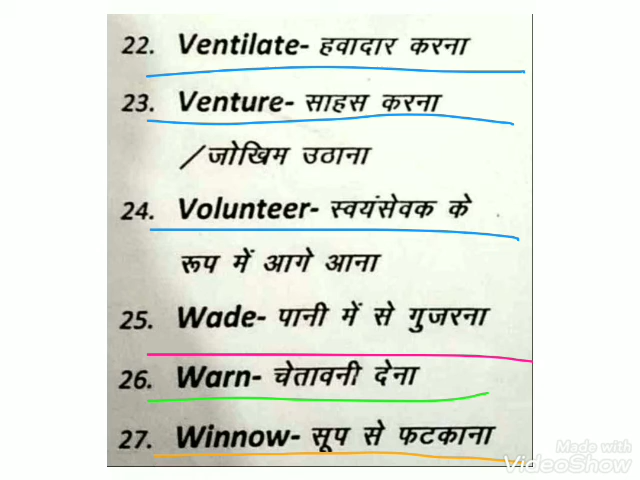 22. Ventilate- हवादार करना
23. Venture- साहस करना
/जोखिम उठाना
24. Volunteer- स्वयंसेवक के
रूप में आगे आना
25. Wade- पानी में से गुजरना
26. Warn- चेतावनी देना
27. Winnow- सूप से फटकाना
Made with
VideoShow